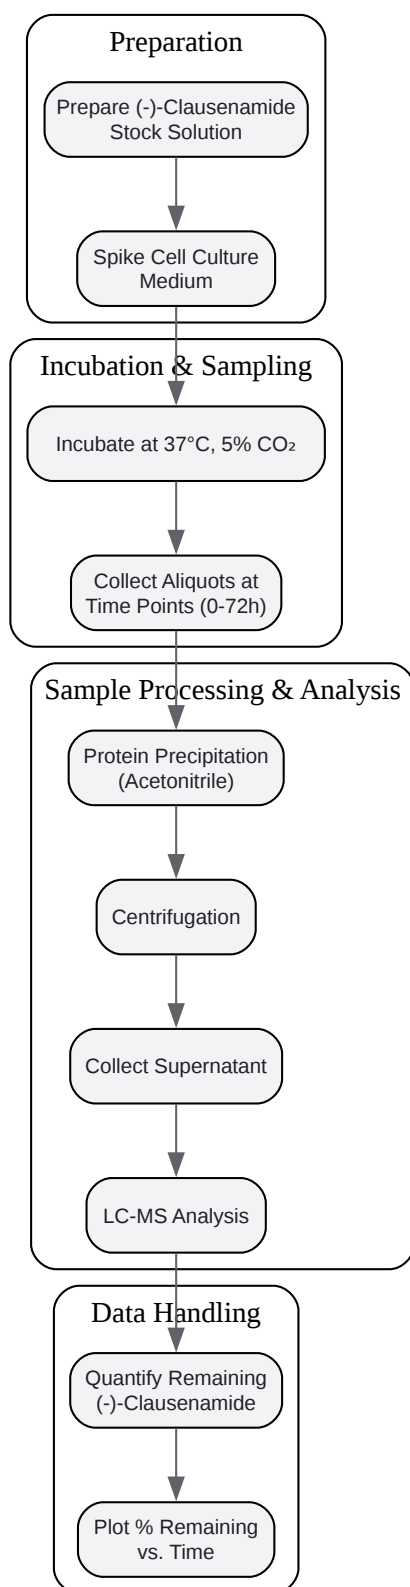 Preparation
Prepare (-)-Clausenamide
Stock Solution
Spike Cell Culture
Medium
Incubation & Sampling
Incubate at 37°C, 5% CO₂
Collect Aliquots at
Time Points (0-72h)
Sample Processing & Analysis
Protein Precipitation
(Acetonitrile)
Centrifugation
Collect Supernatant
LC-MS Analysis
Data Handling
Quantify Remaining
(-)-Clausenamide
Plot % Remaining
vs. Time